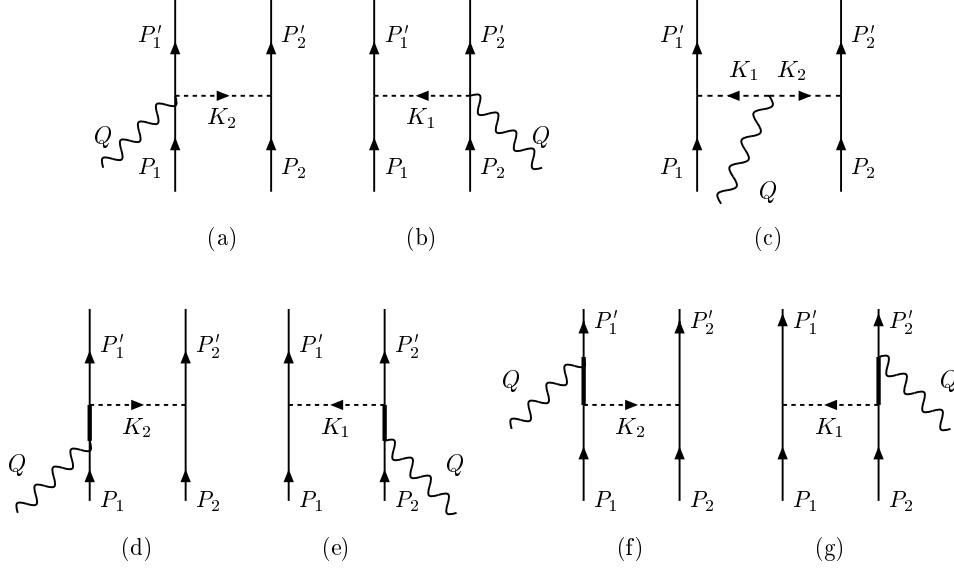 P′₁ P′₂ P′₁ P′₂ P′₁ P′₂
K₁ K₂
K₂ K₁
Q Q
P₁ P₂ P₁ P₂ P₁ P₂
Q
(a) (b) (c)
P′₁ P′₂
P′₁ P′₂ P′₁ P′₂ P′₁ P′₂
Q Q
K₂ K₁ K₂ K₁
Q Q
P₁ P₂ P₁ P₂ P₁ P₂ P₁ P₂
(d) (e) (f) (g)